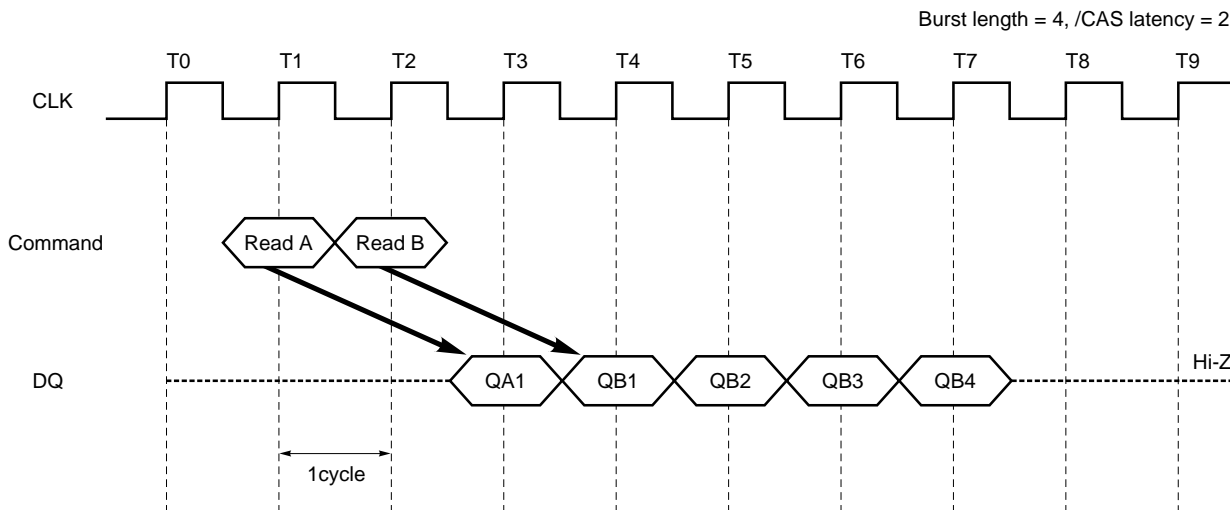 Burst length = 4, /CAS latency = 2
T0 T1 T2 T3 T4 T5 T6 T7 T8 T9
CLK
Command Read A Read B
Hi-Z
DQ QA1 QB1 QB2 QB3 QB4
1cycle